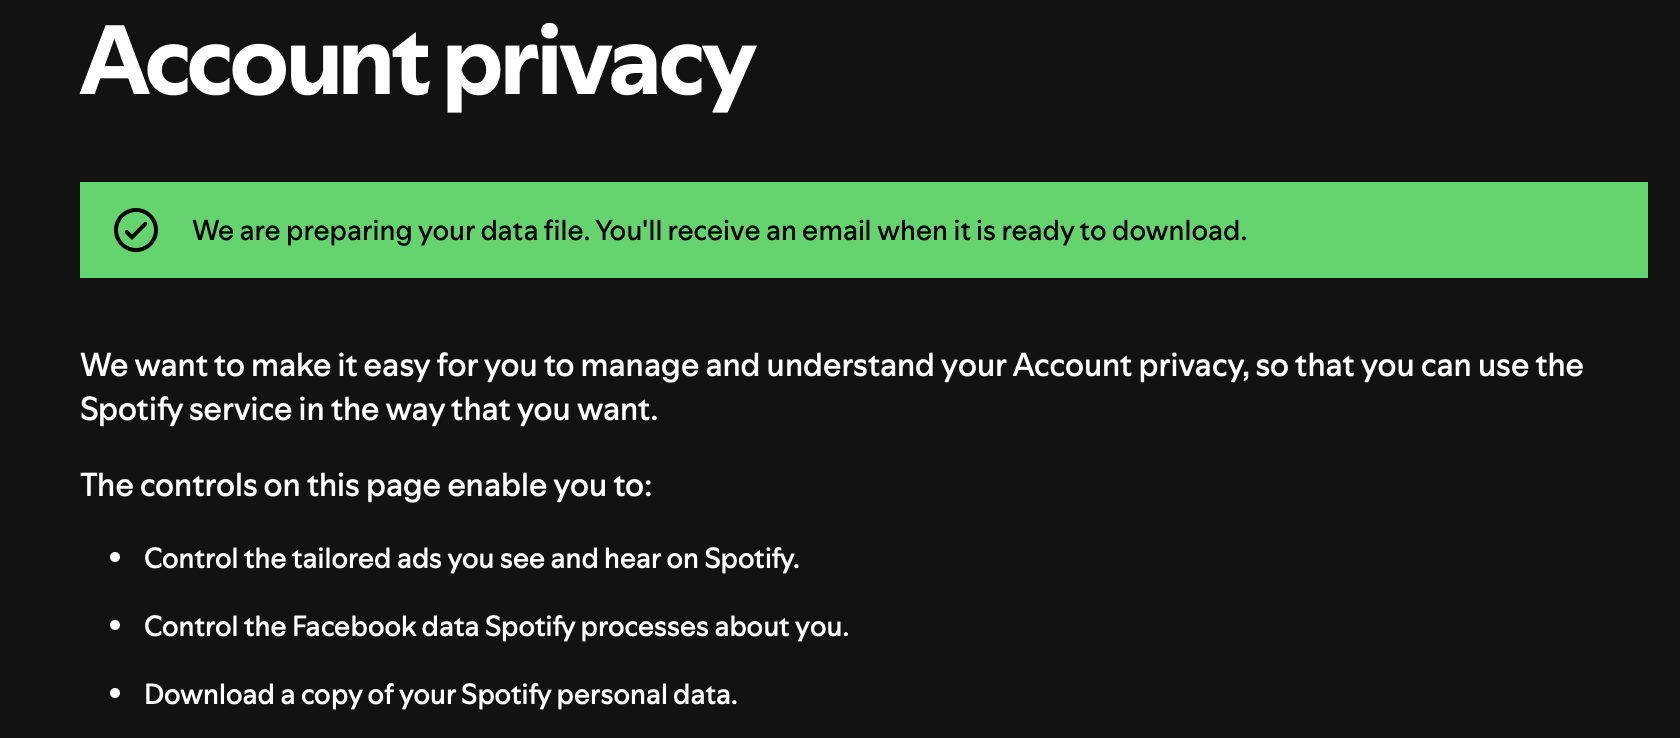 Account privacy
We are preparing your data file. You'll receive an email when it is ready to download.
We want to make it easy for you to manage and understand your Account privacy, so that you can use the
Spotify service in the way that you want.
The controls on this page enable you to:
• Control the tailored ads you see and hear on Spotify.
• Control the Facebook data Spotify processes about you.
• Download a copy of your Spotify personal data.